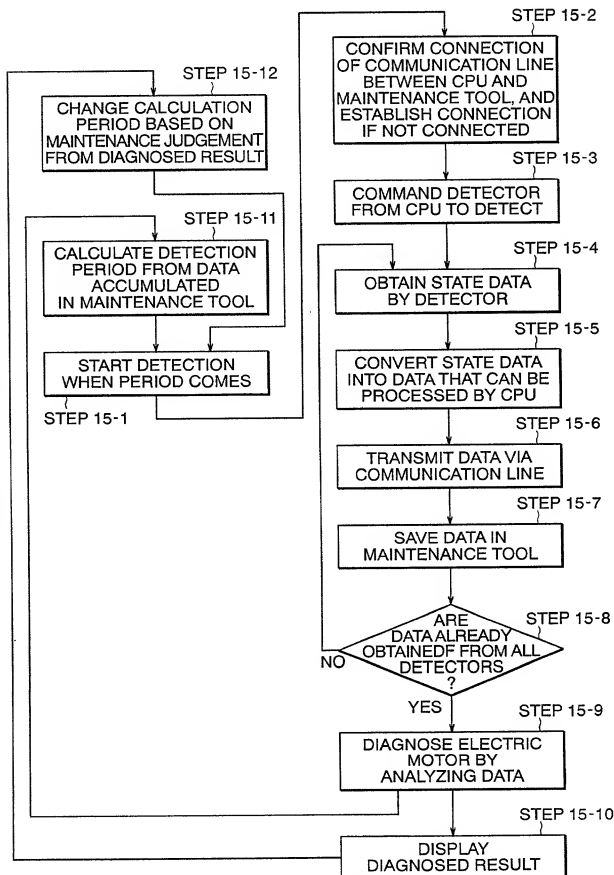 STEP 15-12
CHANGE CALCULATION
PERIOD BASED ON
MAINTENANCE JUDGEMENT
FROM DIAGNOSED RESULT
STEP 15-11
CALCULATE DETECTION
PERIOD FROM DATA
ACCUMULATED
IN MAINTENANCE TOOL
START DETECTION
WHEN PERIOD COMES
STEP 15-1
STEP 15-2
CONFIRM CONNECTION
OF COMMUNICATION LINE
BETWEEN CPU AND
MAINTENANCE TOOL, AND
ESTABLISH CONNECTION
IF NOT CONNECTED
STEP 15-3
COMMAND DETECTOR
FROM CPU TO DETECT
STEP 15-4
OBTAIN STATE DATA
BY DETECTOR
STEP 15-5
CONVERT STATE DATA
INTO DATA THAT CAN BE
PROCESSED BY CPU
STEP 15-6
TRANSMIT DATA VIA
COMMUNICATION LINE
STEP 15-7
SAVE DATA IN
MAINTENANCE TOOL
STEP 15-8
ARE
DATA ALREADY
OBTAINEDF FROM ALL
DETECTORS
?
NO
YES
STEP 15-9
DIAGNOSE ELECTRIC
MOTOR BY
ANALYZING DATA
STEP 15-10
DISPLAY
DIAGNOSED RESULT